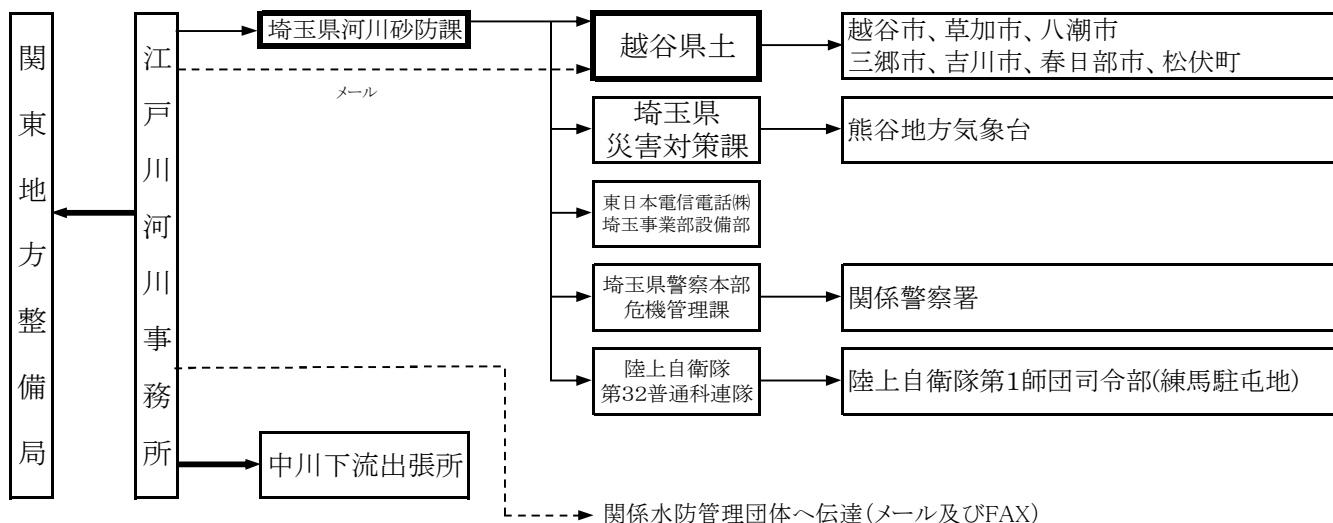 関東地方整備局
江戸川河川事務所
埼玉県河川砂防課
メール
中川下流出張所
越谷県土
越谷市、草加市、八潮市
三郷市、吉川市、春日部市、松伏町
埼玉県
災害対策課
熊谷地方気象台
東日本電信電話㈱
埼玉事業部設備部
埼玉県警察本部
危機管理課
関係警察署
陸上自衛隊
第32普通科連隊
陸上自衛隊第1師団司令部(練馬駐屯地)
関係水防管理団体へ伝達(メール及びFAX)